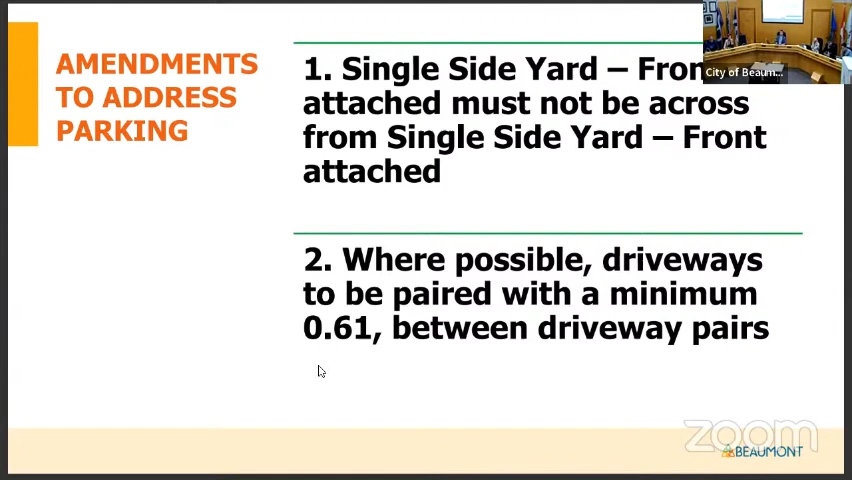 AMENDMENTS
TO ADDRESS
PARKING
1. Single Side Yard – Fron
attached must not be across
from Single Side Yard – Front
attached
2. Where possible, driveways
to be paired with a minimum
0.61, between driveway pairs
City of Beaum...
zoom
BEAUMONT